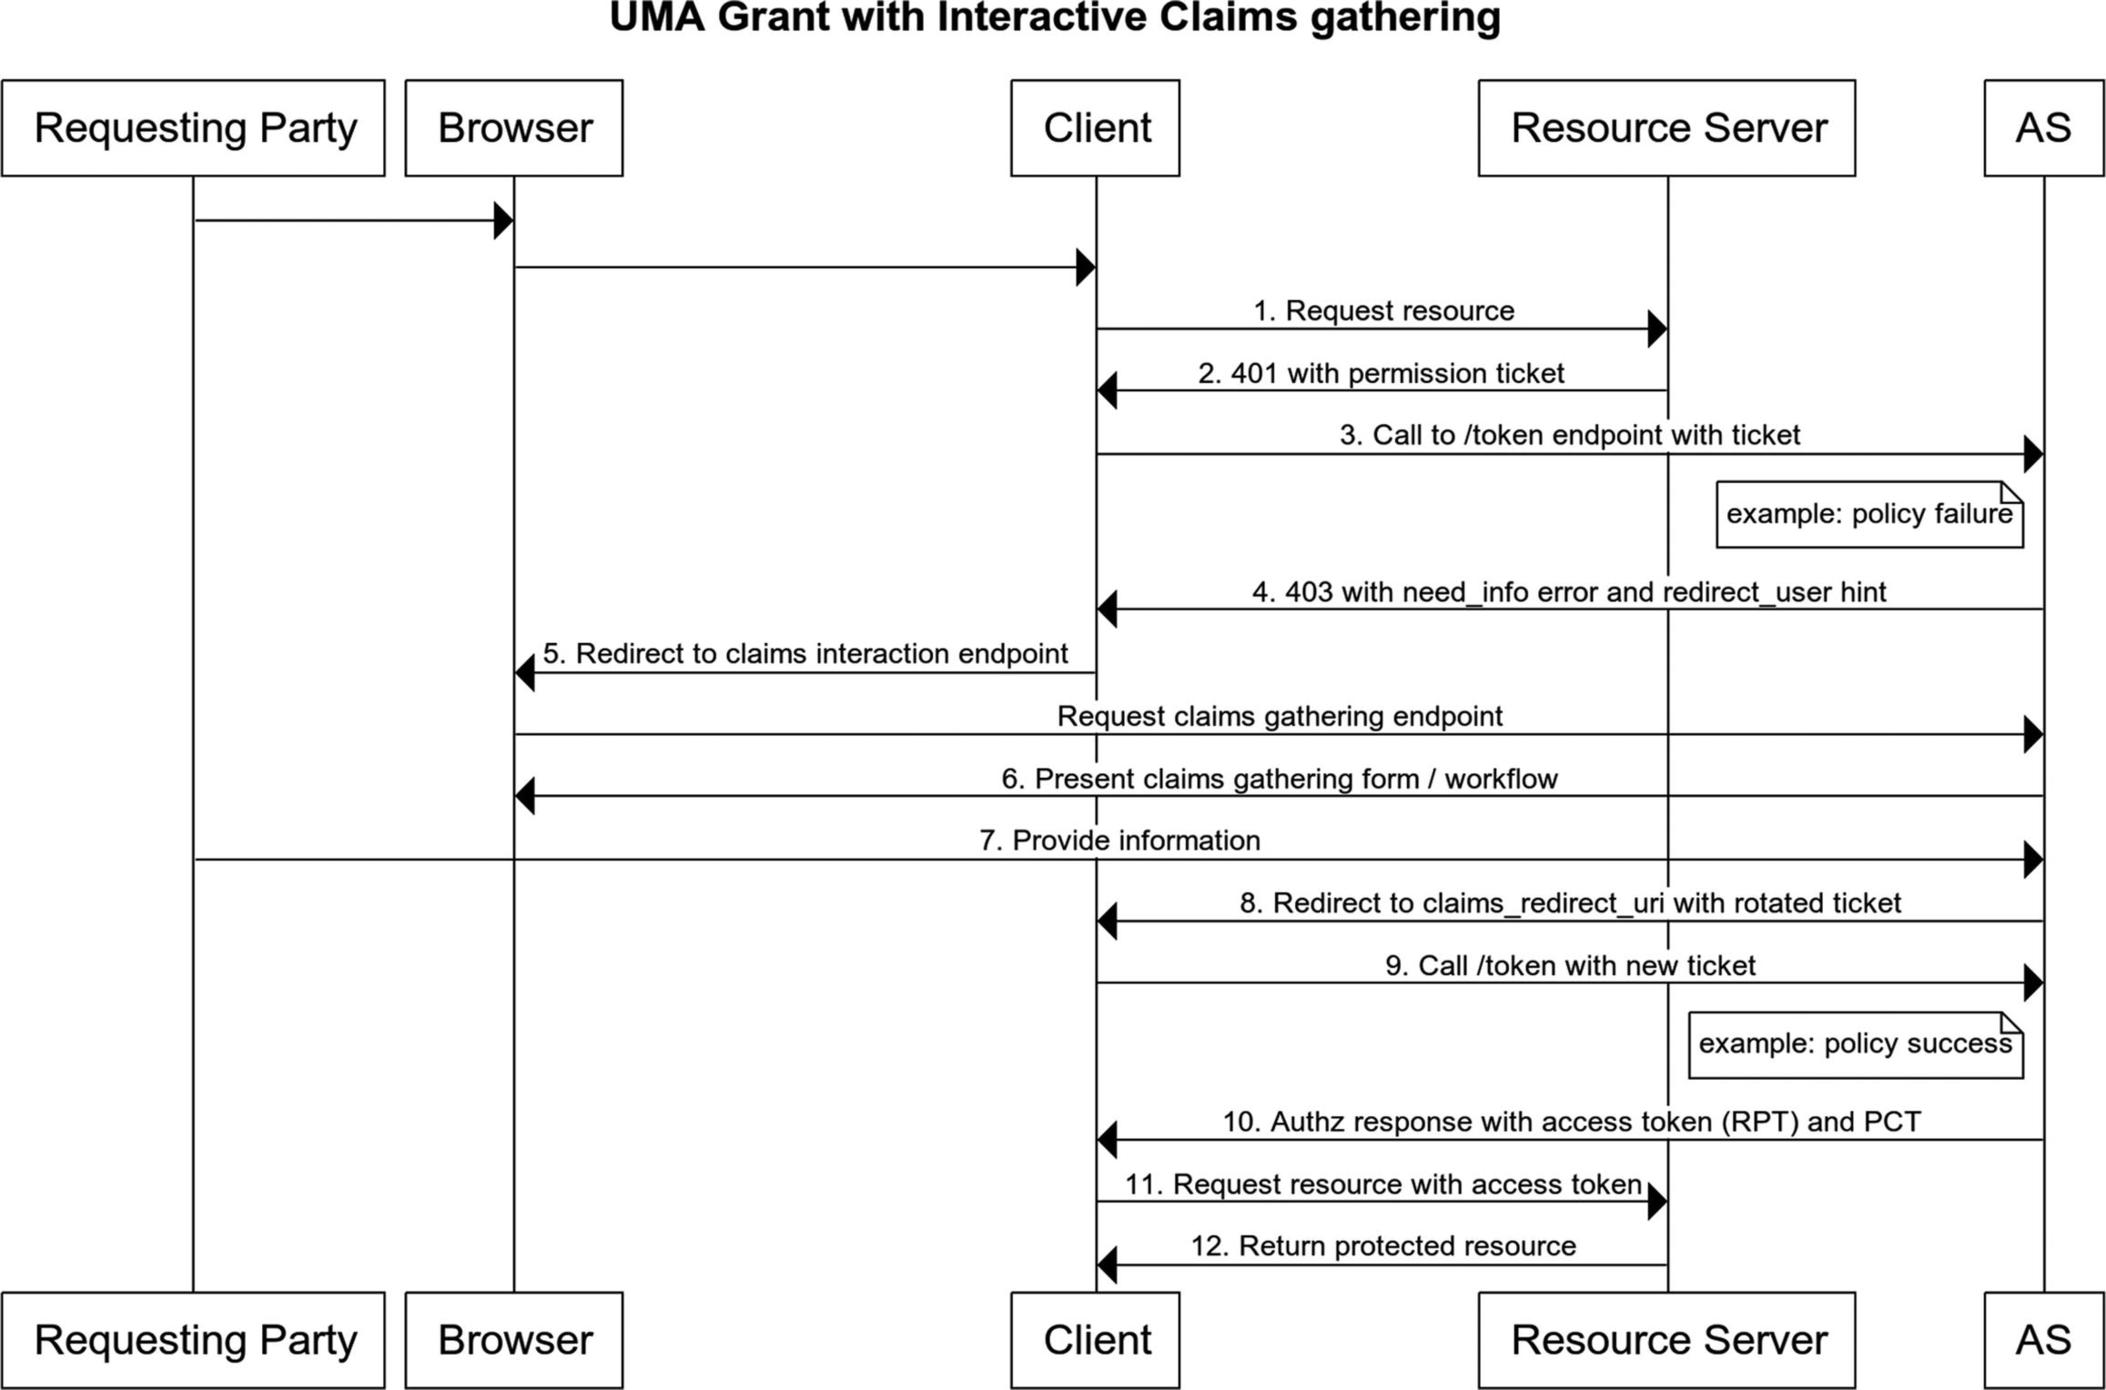 UMA Grant with Interactive Claims gathering
Requesting Party
Browser
Client
Resource Server
AS
1. Request resource
2. 401 with permission ticket
3. Call to /token endpoint with ticket
example: policy failure
4. 403 with need_info error and redirect_user hint
5. Redirect to claims interaction endpoint
Request claims gathering endpoint
6. Present claims gathering form / workflow
7. Provide information
8. Redirect to claims_redirect_uri with rotated ticket
9. Call /token with new ticket
example: policy success
10. Authz response with access token (RPT) and PCT
11. Request resource with access token
12. Return protected resource
Requesting Party
Browser
Client
Resource Server
AS